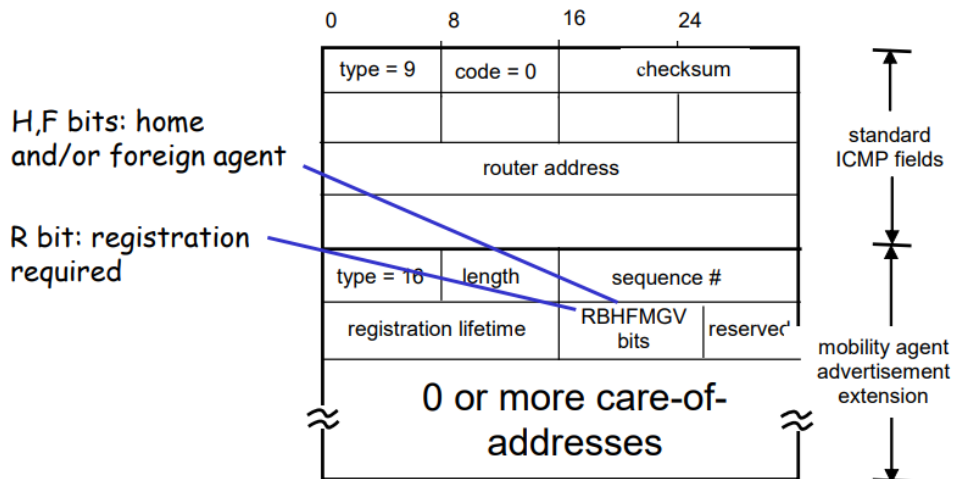 0 8 16 24
type = 9 code = 0 checksum
H,F bits: home
and/or foreign agent
standard
ICMP fields
router address
R bit: registration
required
type = 16 length sequence #
registration lifetime RBHFMGV
bits reserved
mobility agent
advertisement
extension
0 or more care-of-
addresses